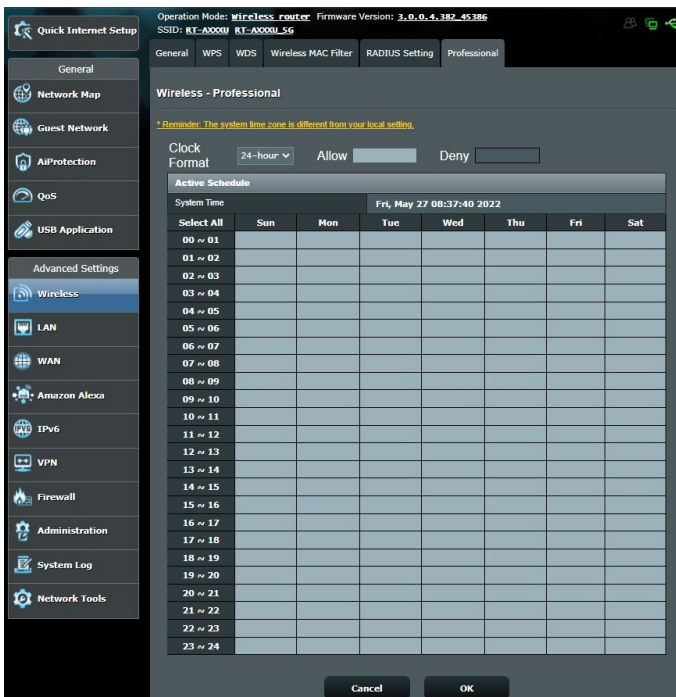 Quick Internet Setup
General
Network Map
Guest Network
AiProtection
QoS
USB Application
Advanced Settings
Wireless
LAN
WAN
Amazon Alexa
IPv6
VPN
Firewall
Administration
System Log
Network Tools
Operation Mode: Wireless router Firmware Version: 3.0.0.4.382_45386
SSID: RT-AXXXU RT-AXXXU_5G
General WPS WDS Wireless MAC Filter RADIUS Setting Professional
Wireless - Professional
* Reminder: The system time zone is different from your local setting.
Clock Format 24-hour Allow Deny
Active Schedule
System Time Fri, May 27 08:37:40 2022
Select All Sun Mon Tue Wed Thu Fri Sat
00 ~ 01
01 ~ 02
02 ~ 03
03 ~ 04
04 ~ 05
05 ~ 06
06 ~ 07
07 ~ 08
08 ~ 09
09 ~ 10
10 ~ 11
11 ~ 12
12 ~ 13
13 ~ 14
14 ~ 15
15 ~ 16
16 ~ 17
17 ~ 18
18 ~ 19
19 ~ 20
20 ~ 21
21 ~ 22
22 ~ 23
23 ~ 24
Cancel OK